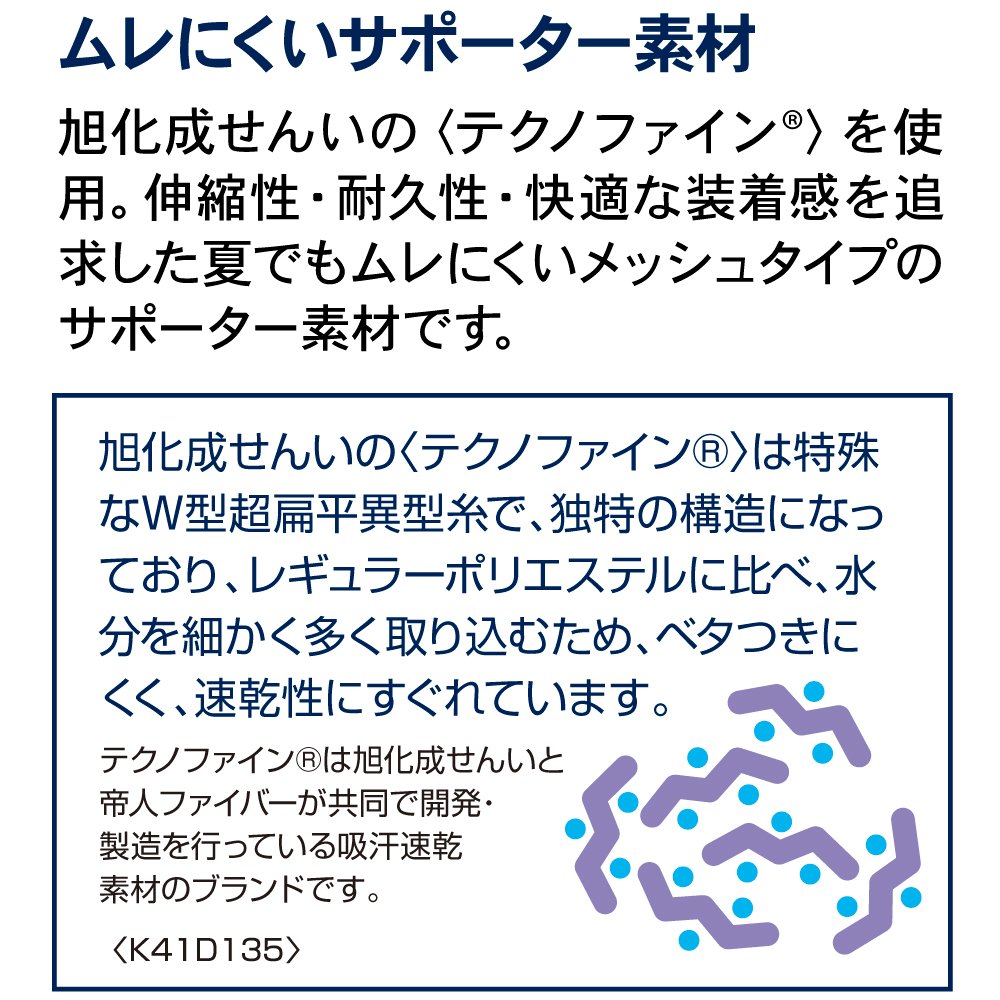 ムレにくいサポーター素材
旭化成せんいの〈テクノファイン®〉を使
用。伸縮性・耐久性・快適な装着感を追
求した夏でもムレにくいメッシュタイプの
サポーター素材です。
旭化成せんいの〈テクノファイン®〉は特殊
なW型超扁平異型糸で、独特の構造になっ
ており、レギュラーポリエステルに比べ、水
分を細かく多く取り込むため、ベタつきに
くく、速乾性にすぐれています。
テクノファイン®は旭化成せんいと
帝人ファイバーが共同で開発・
製造を行っている吸汗速乾
素材のブランドです。
〈K41D135〉